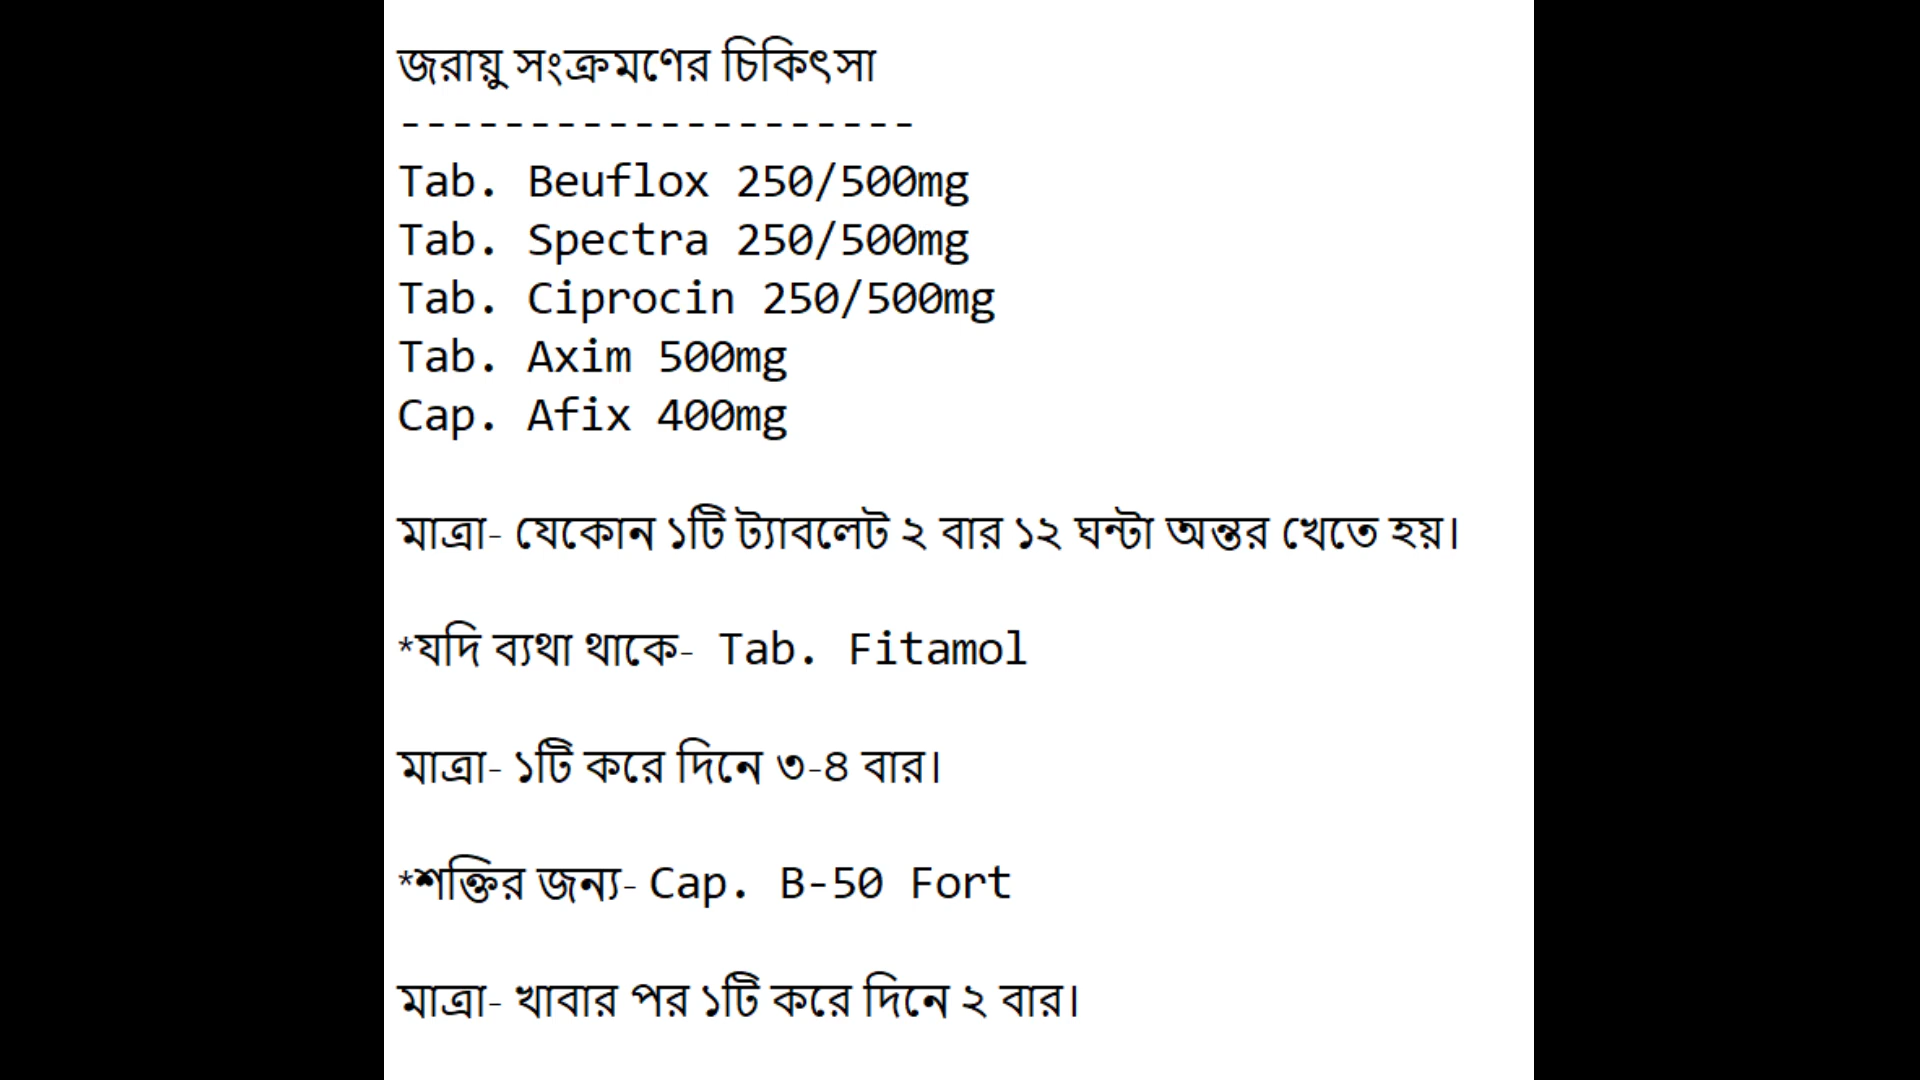 জরায়ু সংক্রমণের চিকিৎসা
--------------------
Tab. Beuflox 250/500mg
Tab. Spectra 250/500mg
Tab. Ciprocin 250/500mg
Tab. Axim 500mg
Cap. Afix 400mg
মাত্রা- যেকোন ১টি ট্যাবলেট ২ বার ১২ ঘন্টা অন্তর খেতে হয়।
*যদি ব্যথা থাকে- Tab. Fitamol
মাত্রা- ১টি করে দিনে ৩-৪ বার।
*শক্তির জন্য- Cap. B-50 Fort
মাত্রা- খাবার পর ১টি করে দিনে ২ বার।